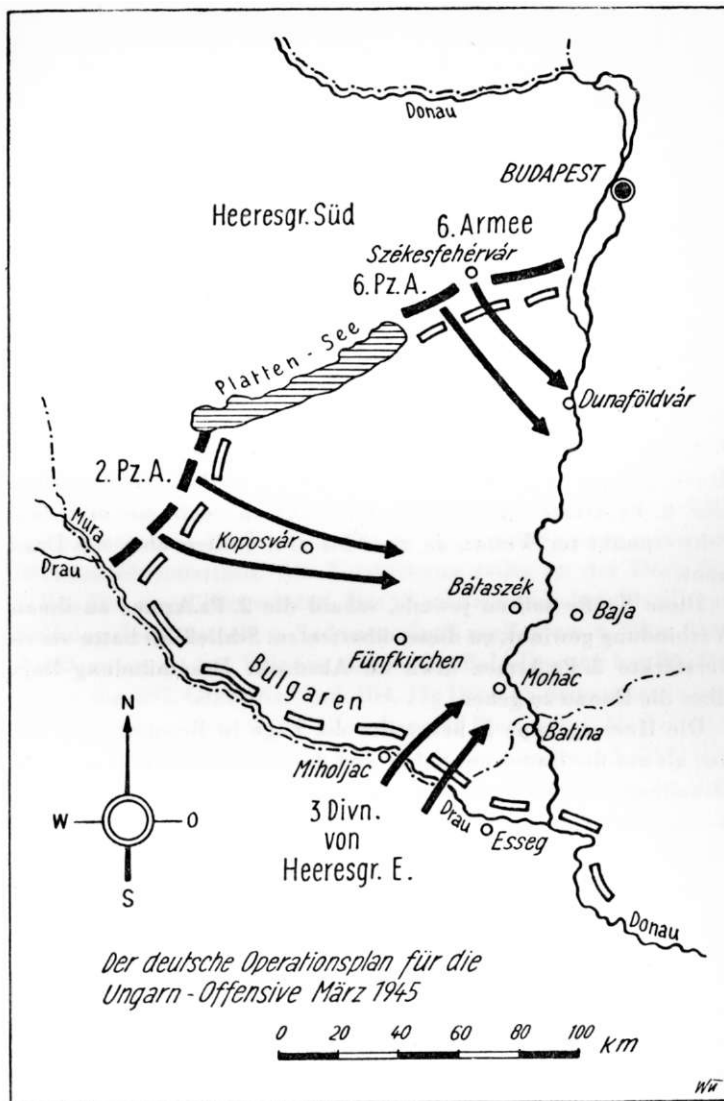 Donau
BUDAPEST
Heeresgr. Süd
6. Armee
Székesfehérvár
6. Pz. A.
Platten-See
Dunaföldvár
2. Pz. A.
Mura
Drau
Koposvár
Bálaszék
Baja
Fünfkirchen
Mohác
Bulgaren
Batina
N
Miholjac
W
O
3 Divn.
von
Heeresgr. E.
Drau
Esseg
S
Donau
Der deutsche Operationsplan für die
Ungarn-Offensive März 1945
0 20 40 60 80 100 km
Wü